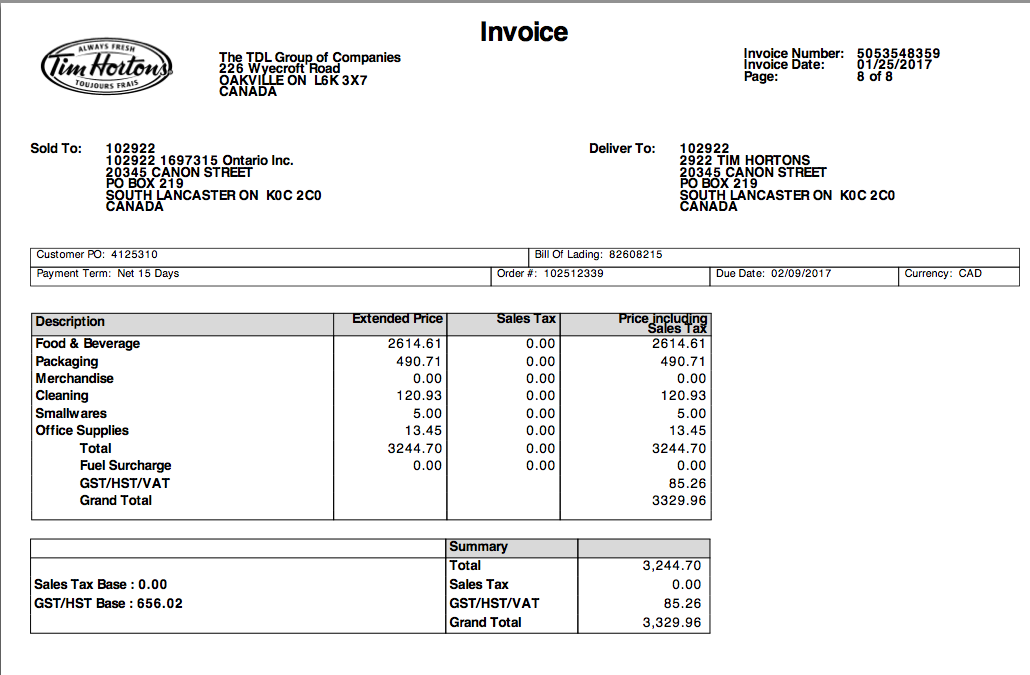 Invoice
ALWAYS FRESH
Tim Hortons
TOUJOURS FRAIS
The TDL Group of Companies
226 Wyecroft Road
OAKVILLE ON L6K 3X7
CANADA
Invoice Number: 5053548359
Invoice Date: 01/25/2017
Page: 8 of 8
Sold To: 102922
102922 1697315 Ontario Inc.
20345 CANON STREET
PO BOX 219
SOUTH LANCASTER ON K0C 2C0
CANADA
Deliver To: 102922
2922 TIM HORTONS
20345 CANON STREET
PO BOX 219
SOUTH LANCASTER ON K0C 2C0
CANADA
Customer PO: 4125310 Bill Of Lading: 82608215
Payment Term: Net 15 Days Order #: 102512339 Due Date: 02/09/2017 Currency: CAD
Description Extended Price Sales Tax Price including
Sales Tax
Food & Beverage 2614.61 0.00 2614.61
Packaging 490.71 0.00 490.71
Merchandise 0.00 0.00 0.00
Cleaning 120.93 0.00 120.93
Smallwares 5.00 0.00 5.00
Office Supplies 13.45 0.00 13.45
Total 3244.70 0.00 3244.70
Fuel Surcharge 0.00 0.00 0.00
GST/HST/VAT 85.26
Grand Total 3329.96
Summary
Total 3,244.70
Sales Tax Base : 0.00 Sales Tax 0.00
GST/HST Base : 656.02 GST/HST/VAT 85.26
Grand Total 3,329.96